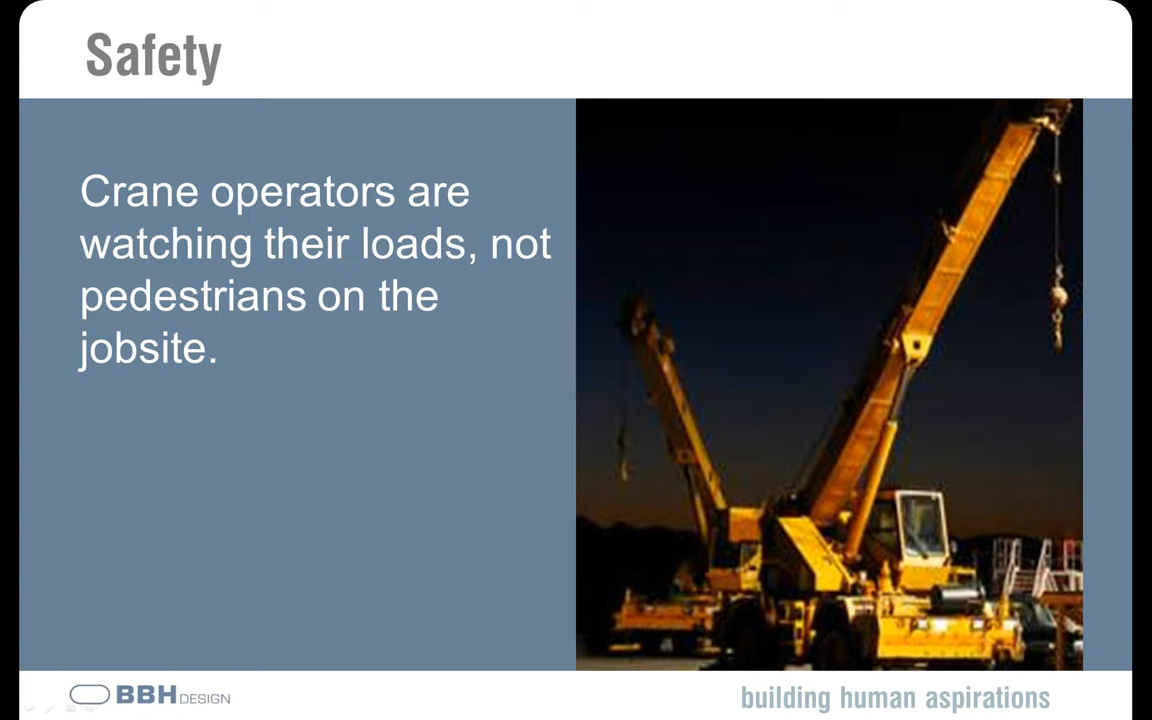 Safety
Crane operators are
watching their loads, not
pedestrians on the
jobsite.
BBH DESIGN
building human aspirations